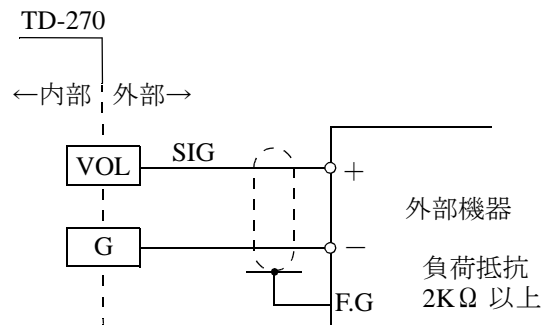 TD-270
←内部 外部→
VOL
SIG
+
外部機器
G
−
負荷抵抗
2KΩ 以上
F.G